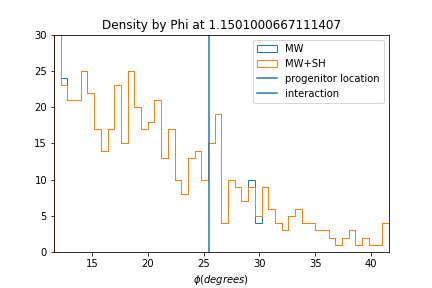 Density by Phi at 1.1501000667111407
30
25
20
15
10
5
0
MW
MW+SH
progenitor location
interaction
15 20 25 30 35 40
ϕ(degrees)